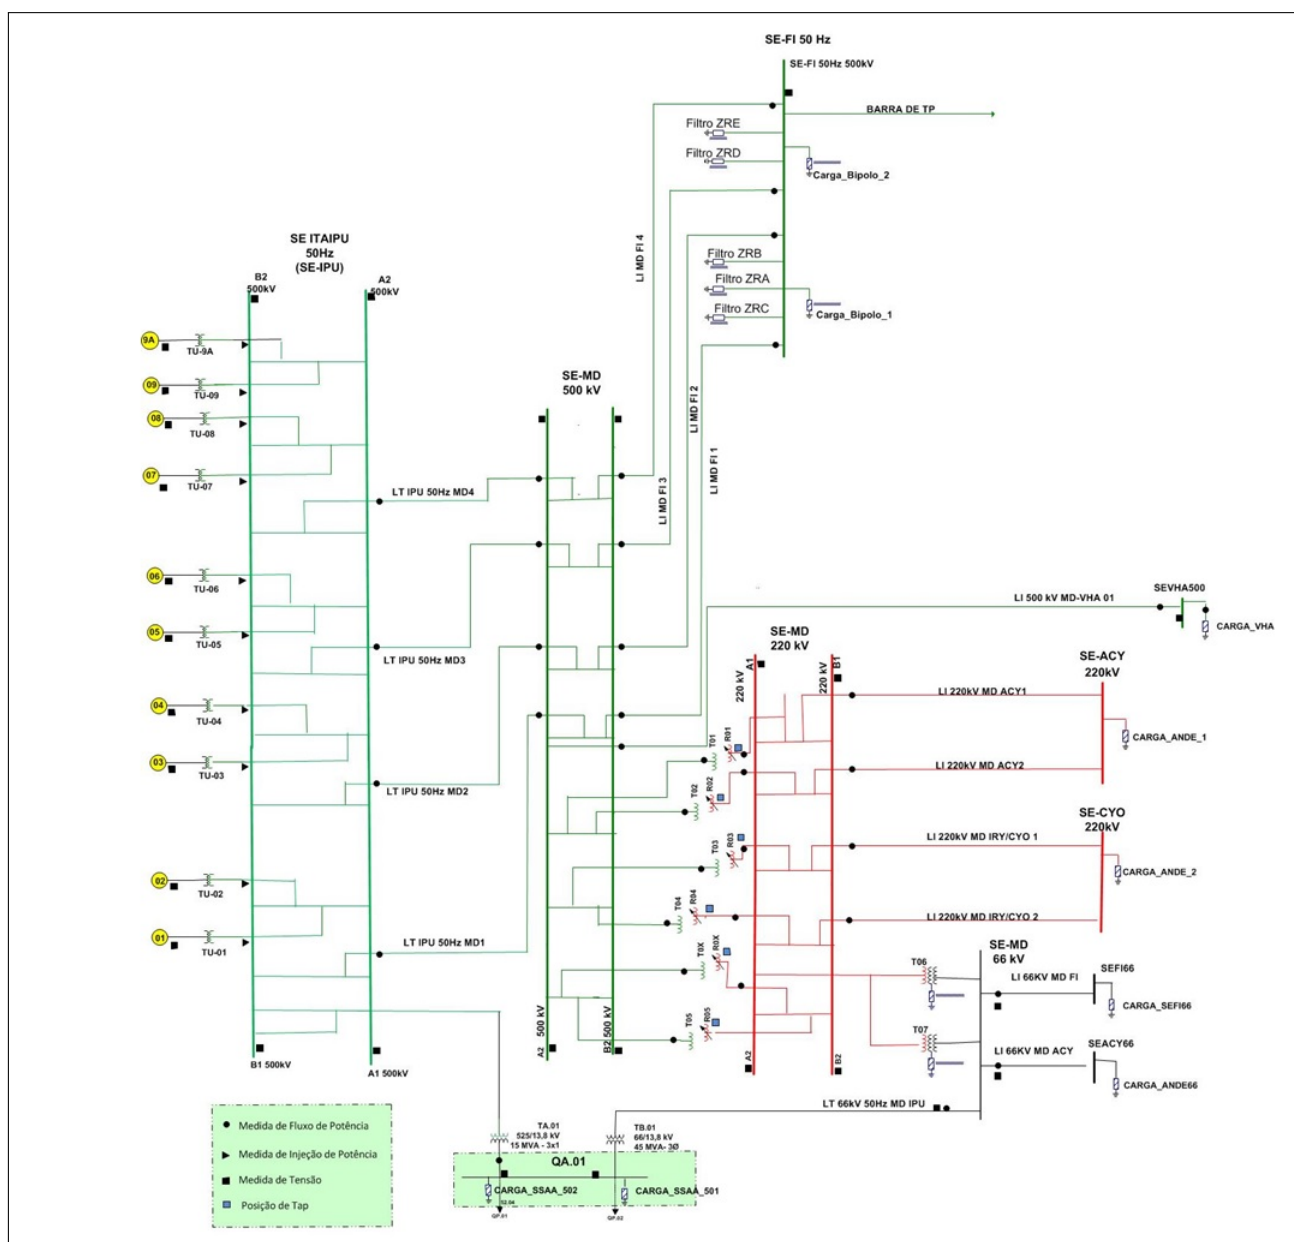 SE-FI 50 Hz
SE-FI 50Hz 500kV
BARRA DE TP
Filtro ZRE
Filtro ZRD
Carga_Bipolo_2
LI MD FI 4
Filtro ZRB
Filtro ZRA
Filtro ZRC
Carga_Bipolo_1
SE ITAIPU
50Hz
(SE-IPU)
B2
500kV
A2
500kV
9A
TU-9A
09
TU-09
08
TU-08
07
TU-07
06
TU-06
05
TU-05
04
TU-04
03
TU-03
02
TU-02
01
TU-01
B1 500kV
A1 500kV
LT IPU 50Hz MD4
LT IPU 50Hz MD3
LT IPU 50Hz MD2
LT IPU 50Hz MD1
SE-MD
500 kV
LI MD FI 3
LI MD FI 2
LI MD FI 1
A2 500 kV
B2 500 kV
LI 500 kV MD-VHA 01
SEVHA500
CARGA_VHA
SE-MD
220 kV
220 kV A1
220 kV B1
T01 R01
T02 R02
T03 R03
T04 R04
T0X R0X
T05 R05
A2
B2
LI 220kV MD ACY1
LI 220kV MD ACY2
SE-ACY
220kV
CARGA_ANDE_1
LI 220kV MD IRY/CYO 1
LI 220kV MD IRY/CYO 2
SE-CYO
220kV
CARGA_ANDE_2
T06
T07
SE-MD
66 kV
LI 66KV MD FI
SEFI66
CARGA_SEFI66
LI 66KV MD ACY
SEACY66
CARGA_ANDE66
LT 66kV 50Hz MD IPU
TA.01
525/13,8 kV
15 MVA - 3x1
TB.01
66/13,8 kV
45 MVA- 3Ø
QA.01
CARGA_SSAA_502
CARGA_SSAA_501
52.04
QP.01
QP.02
Medida de Fluxo de Potência
Medida de Injeção de Potência
Medida de Tensão
Posição de Tap